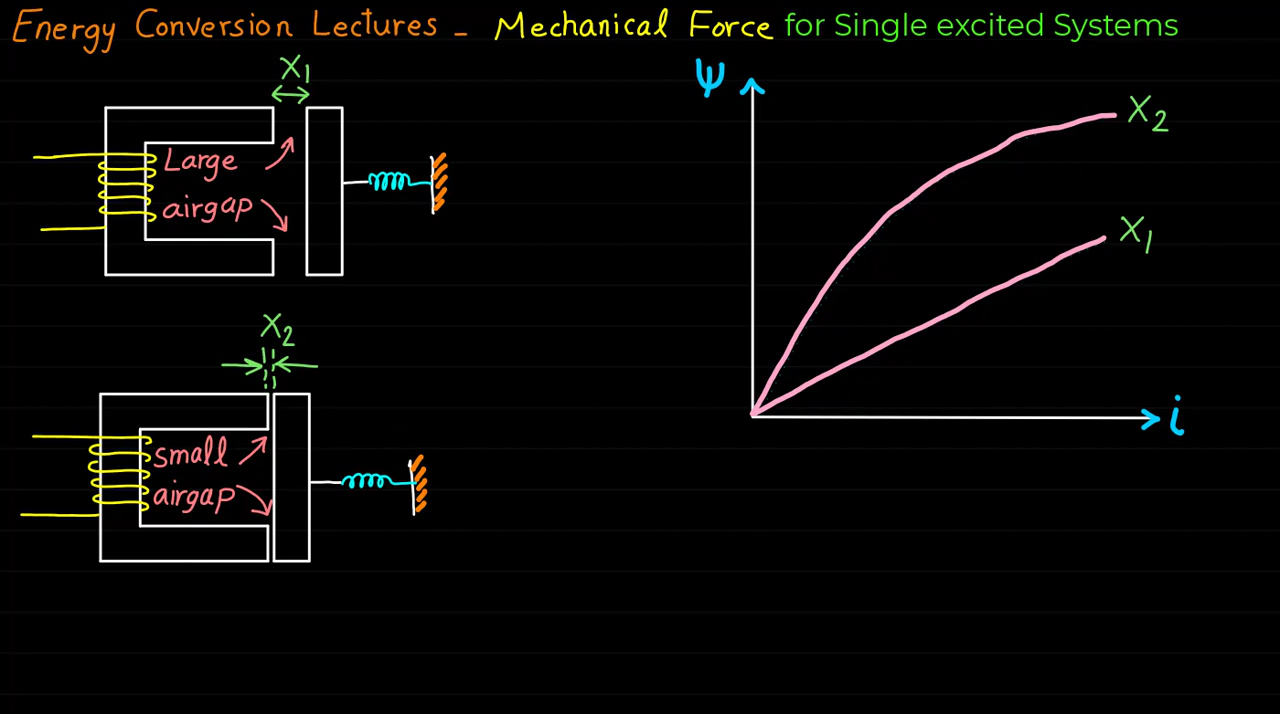 Energy Conversion Lectures - Mechanical Force for Single excited Systems
X1
Large
airgap
X2
small
airgap
Ψ
X2
X1
i